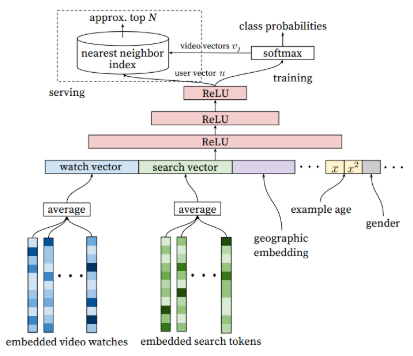 approx. top N
class probabilities
nearest neighbor
index
video vectors vj
softmax
user vector u
serving
training
ReLU
ReLU
ReLU
watch vector
search vector
x
x²
average
average
example age
gender
geographic
embedding
embedded video watches
embedded search tokens